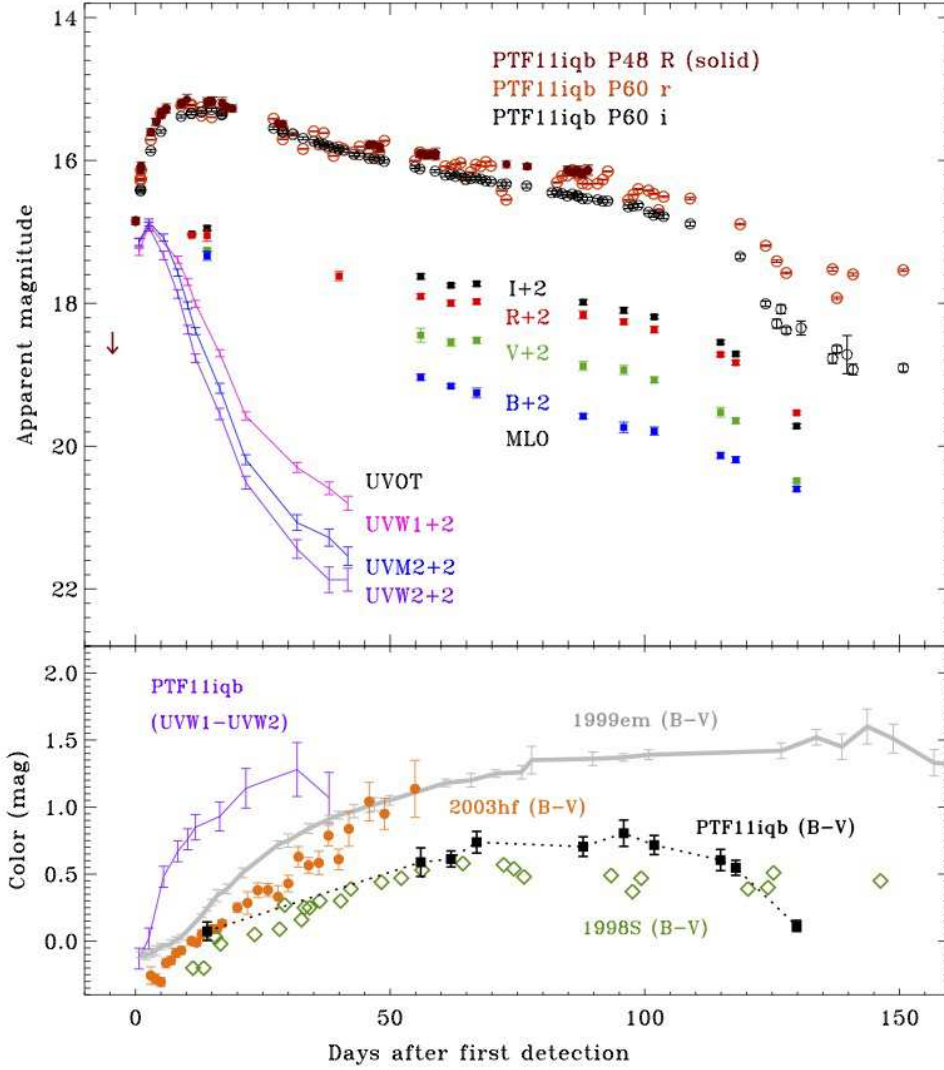 14
PTF11iqb P48 R (solid)
PTF11iqb P60 r
PTF11iqb P60 i
16
Apparent magnitude
18
I+2
R+2
V+2
B+2
MLO
20
UVOT
UVW1+2
UVM2+2
UVW2+2
22
2.0
PTF11iqb
(UVW1-UVW2)
1999em (B-V)
1.5
Color (mag)
1.0
2003hf (B-V)
PTF11iqb (B-V)
0.5
1998S (B-V)
0.0
0 50 100 150
Days after first detection